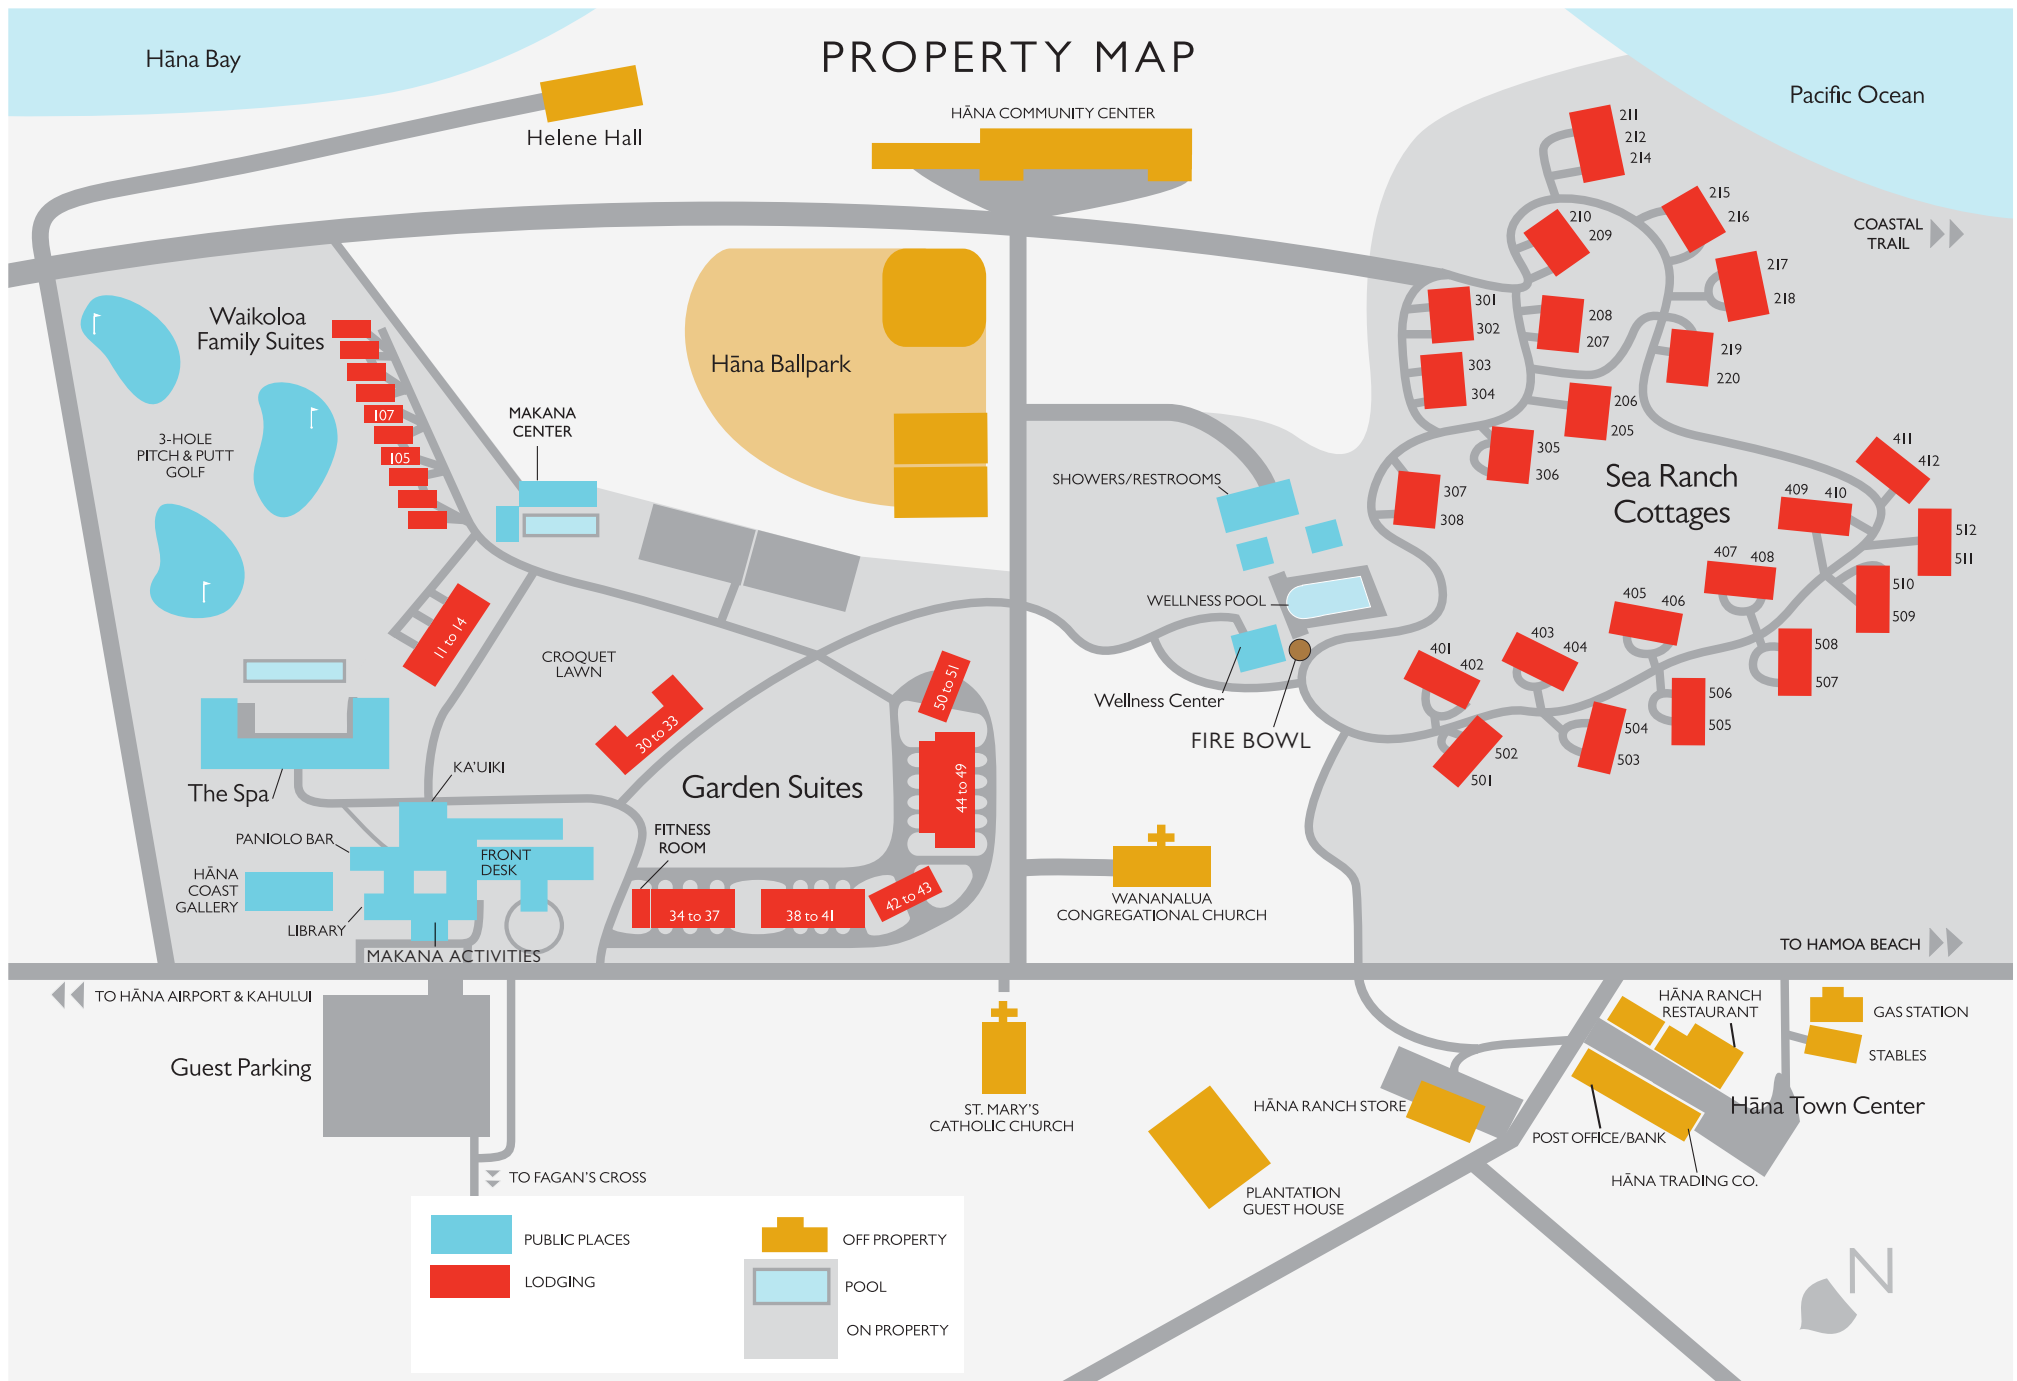 PROPERTY MAP
Hāna Bay
Helene Hall
HĀNA COMMUNITY CENTER
Pacific Ocean
COASTAL
TRAIL
211
212
214
215
216
210
209
217
218
301
302
208
207
219
220
303
304
206
205
305
306
307
308
Sea Ranch
Cottages
411
412
409
410
512
511
407
408
510
509
405
406
403
404
401
402
508
507
506
505
504
503
502
501
Waikoloa
Family Suites
107
105
3-HOLE
PITCH & PUTT
GOLF
MAKANA
CENTER
Hāna Ballpark
SHOWERS/RESTROOMS
WELLNESS POOL
Wellness Center
FIRE BOWL
11 to 14
CROQUET
LAWN
30 to 33
50 to 51
44 to 49
Garden Suites
The Spa
KA'UIKI
PANIOLO BAR
FRONT
DESK
HĀNA
COAST
GALLERY
LIBRARY
MAKANA ACTIVITIES
FITNESS
ROOM
34 to 37
38 to 41
42 to 43
WANANALUA
CONGREGATIONAL CHURCH
TO HAMOA BEACH
TO HĀNA AIRPORT & KAHULUI
Guest Parking
TO FAGAN'S CROSS
ST. MARY'S
CATHOLIC CHURCH
PLANTATION
GUEST HOUSE
HĀNA RANCH STORE
HĀNA RANCH
RESTAURANT
GAS STATION
STABLES
Hāna Town Center
POST OFFICE/BANK
HĀNA TRADING CO.
PUBLIC PLACES
LODGING
OFF PROPERTY
POOL
ON PROPERTY
N